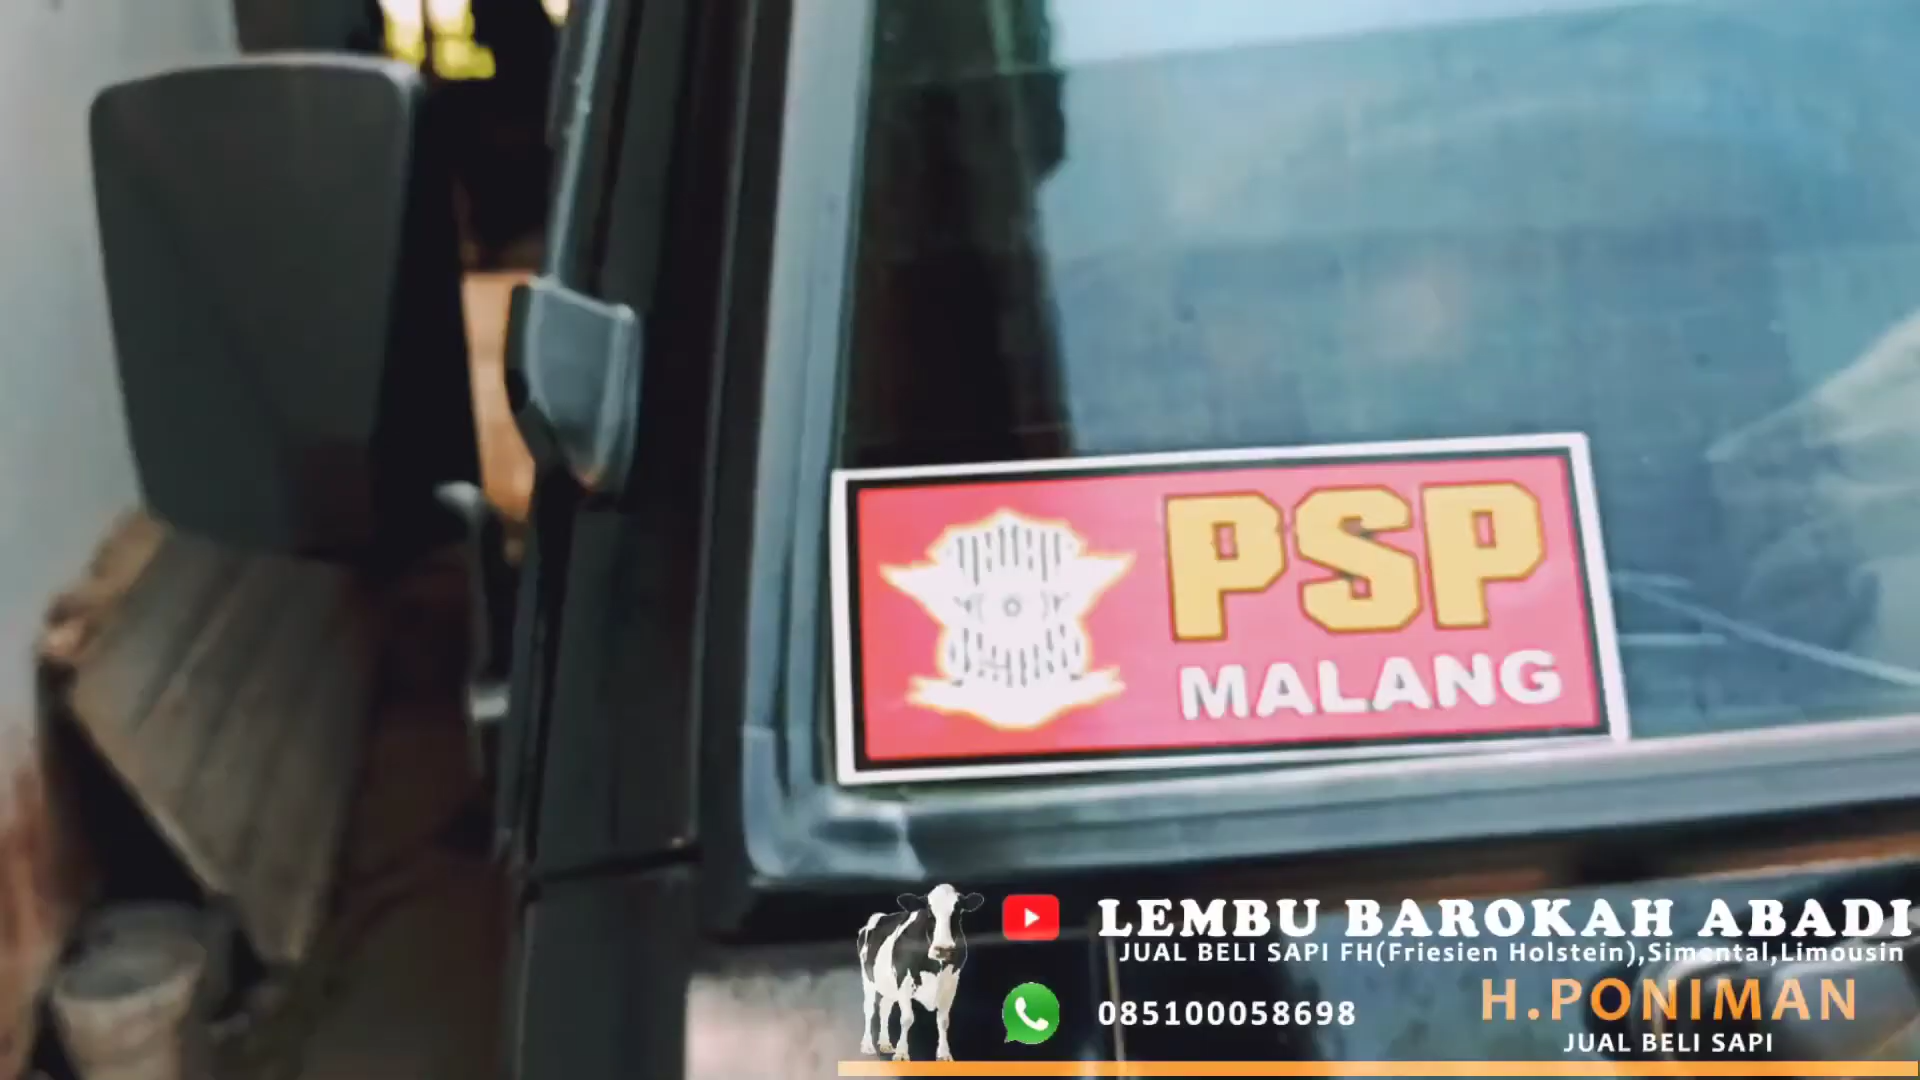 PSP
MALANG
LEMBU BAROKAH ABADI
JUAL BELI SAPI FH(Friesien Holstein),Simental,Limousin
085100058698
H.PONIMAN
JUAL BELI SAPI